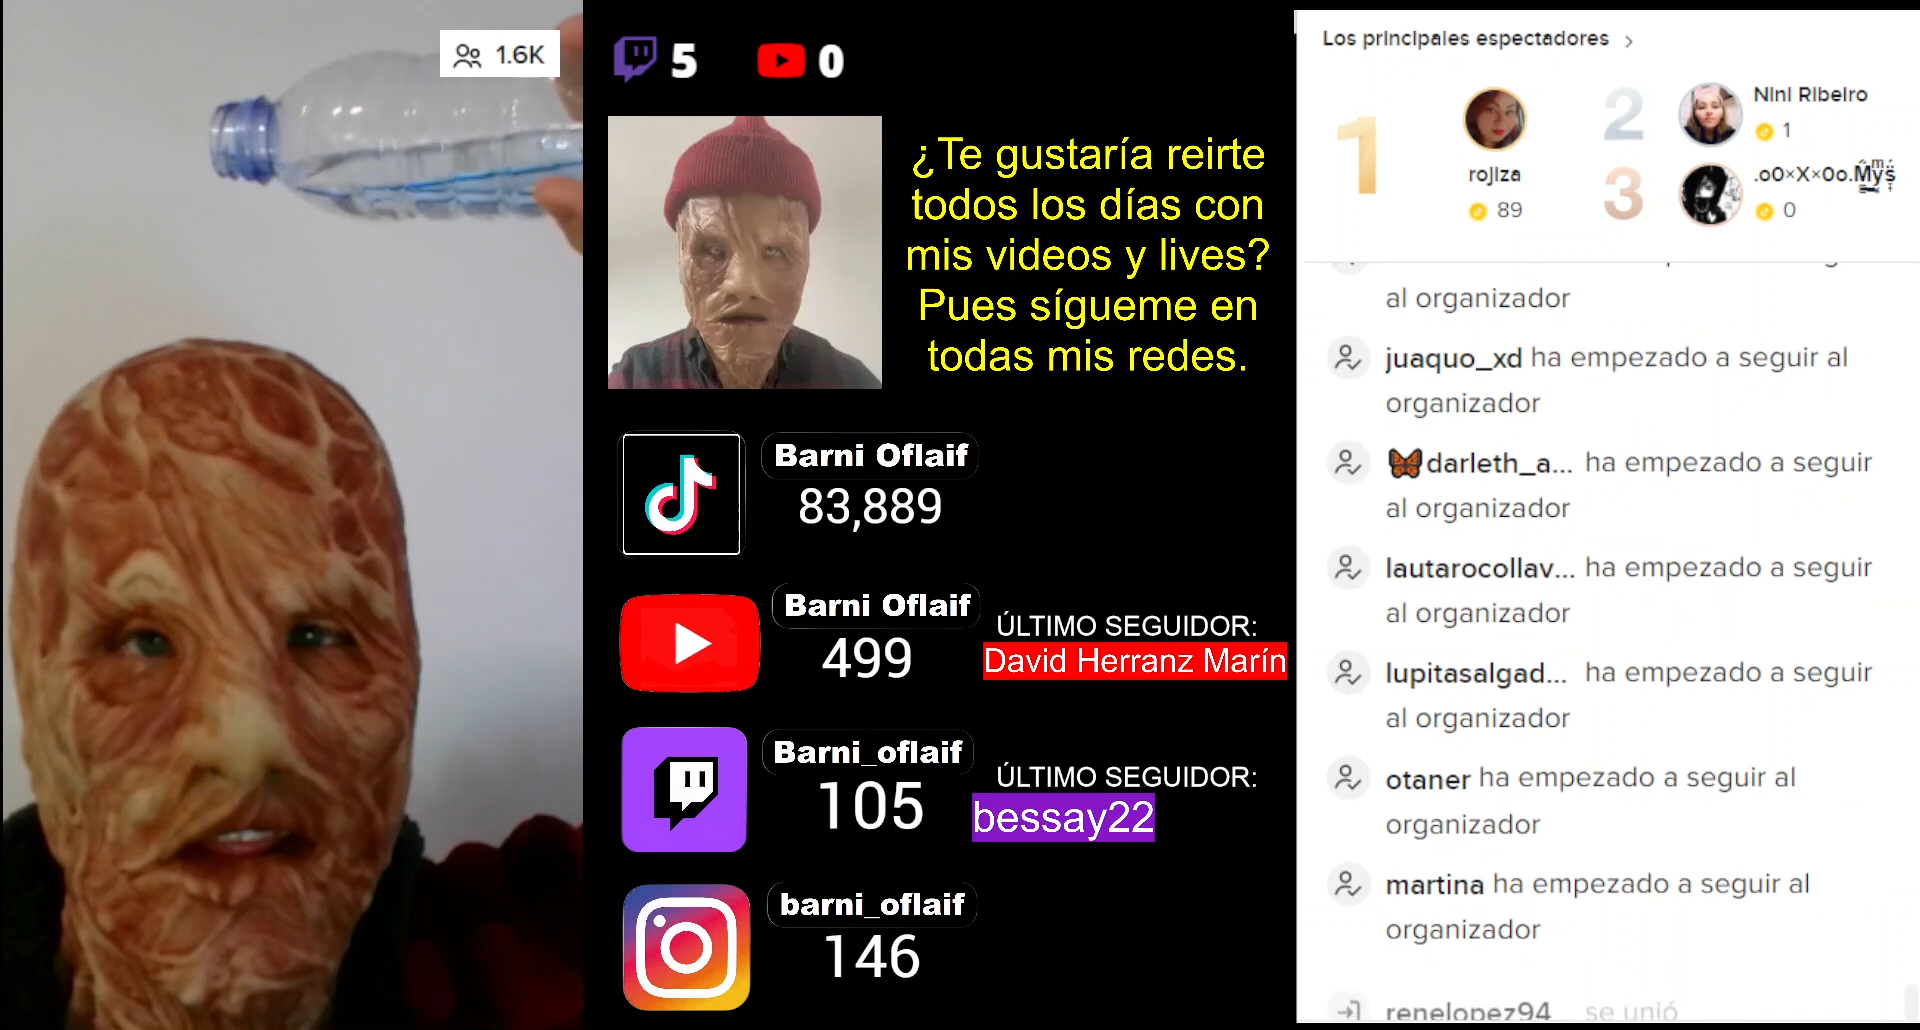 1.6K
5
0
¿Te gustaría reirte
todos los días con
mis videos y lives?
Pues sígueme en
todas mis redes.
Barni Oflaif
83,889
Barni Oflaif
499
ÚLTIMO SEGUIDOR:
David Herranz Marín
Barni_oflaif
105
ÚLTIMO SEGUIDOR:
bessay22
barni_oflaif
146
Los principales espectadores >
1
rojiza
89
2
Nini Ribeiro
1
3
.oO×X×Oo.Mys
0
al organizador
juaquo_xd ha empezado a seguir al
organizador
darleth_a... ha empezado a seguir
al organizador
lautarocollav... ha empezado a seguir
al organizador
lupitasalgad... ha empezado a seguir
al organizador
otaner ha empezado a seguir al
organizador
martina ha empezado a seguir al
organizador
renelopez94 se unió